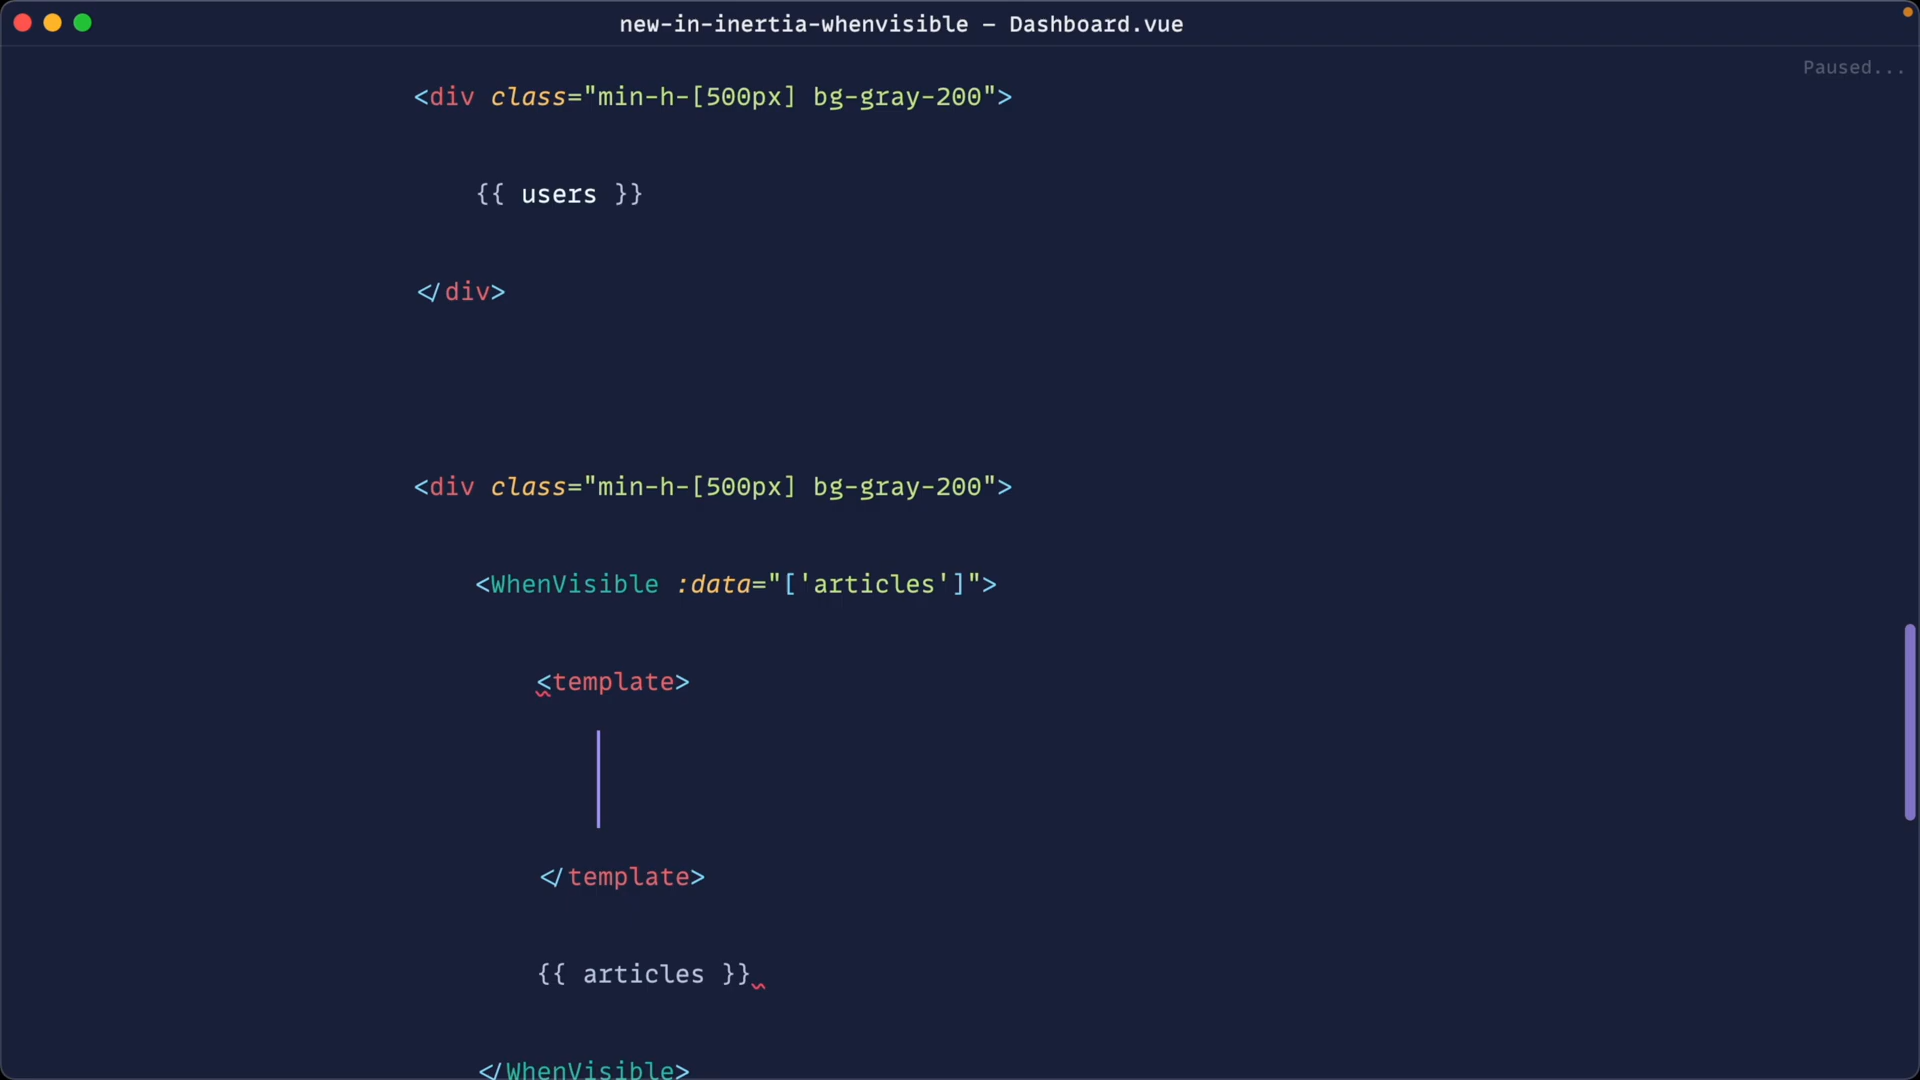 new-in-inertia-whenvisible – Dashboard.vue
Paused...
<div class="min-h-[500px] bg-gray-200">
{{ users }}
</div>
<div class="min-h-[500px] bg-gray-200">
<WhenVisible :data="['articles']">
<template>
</template>
{{ articles }}
</WhenVisible>